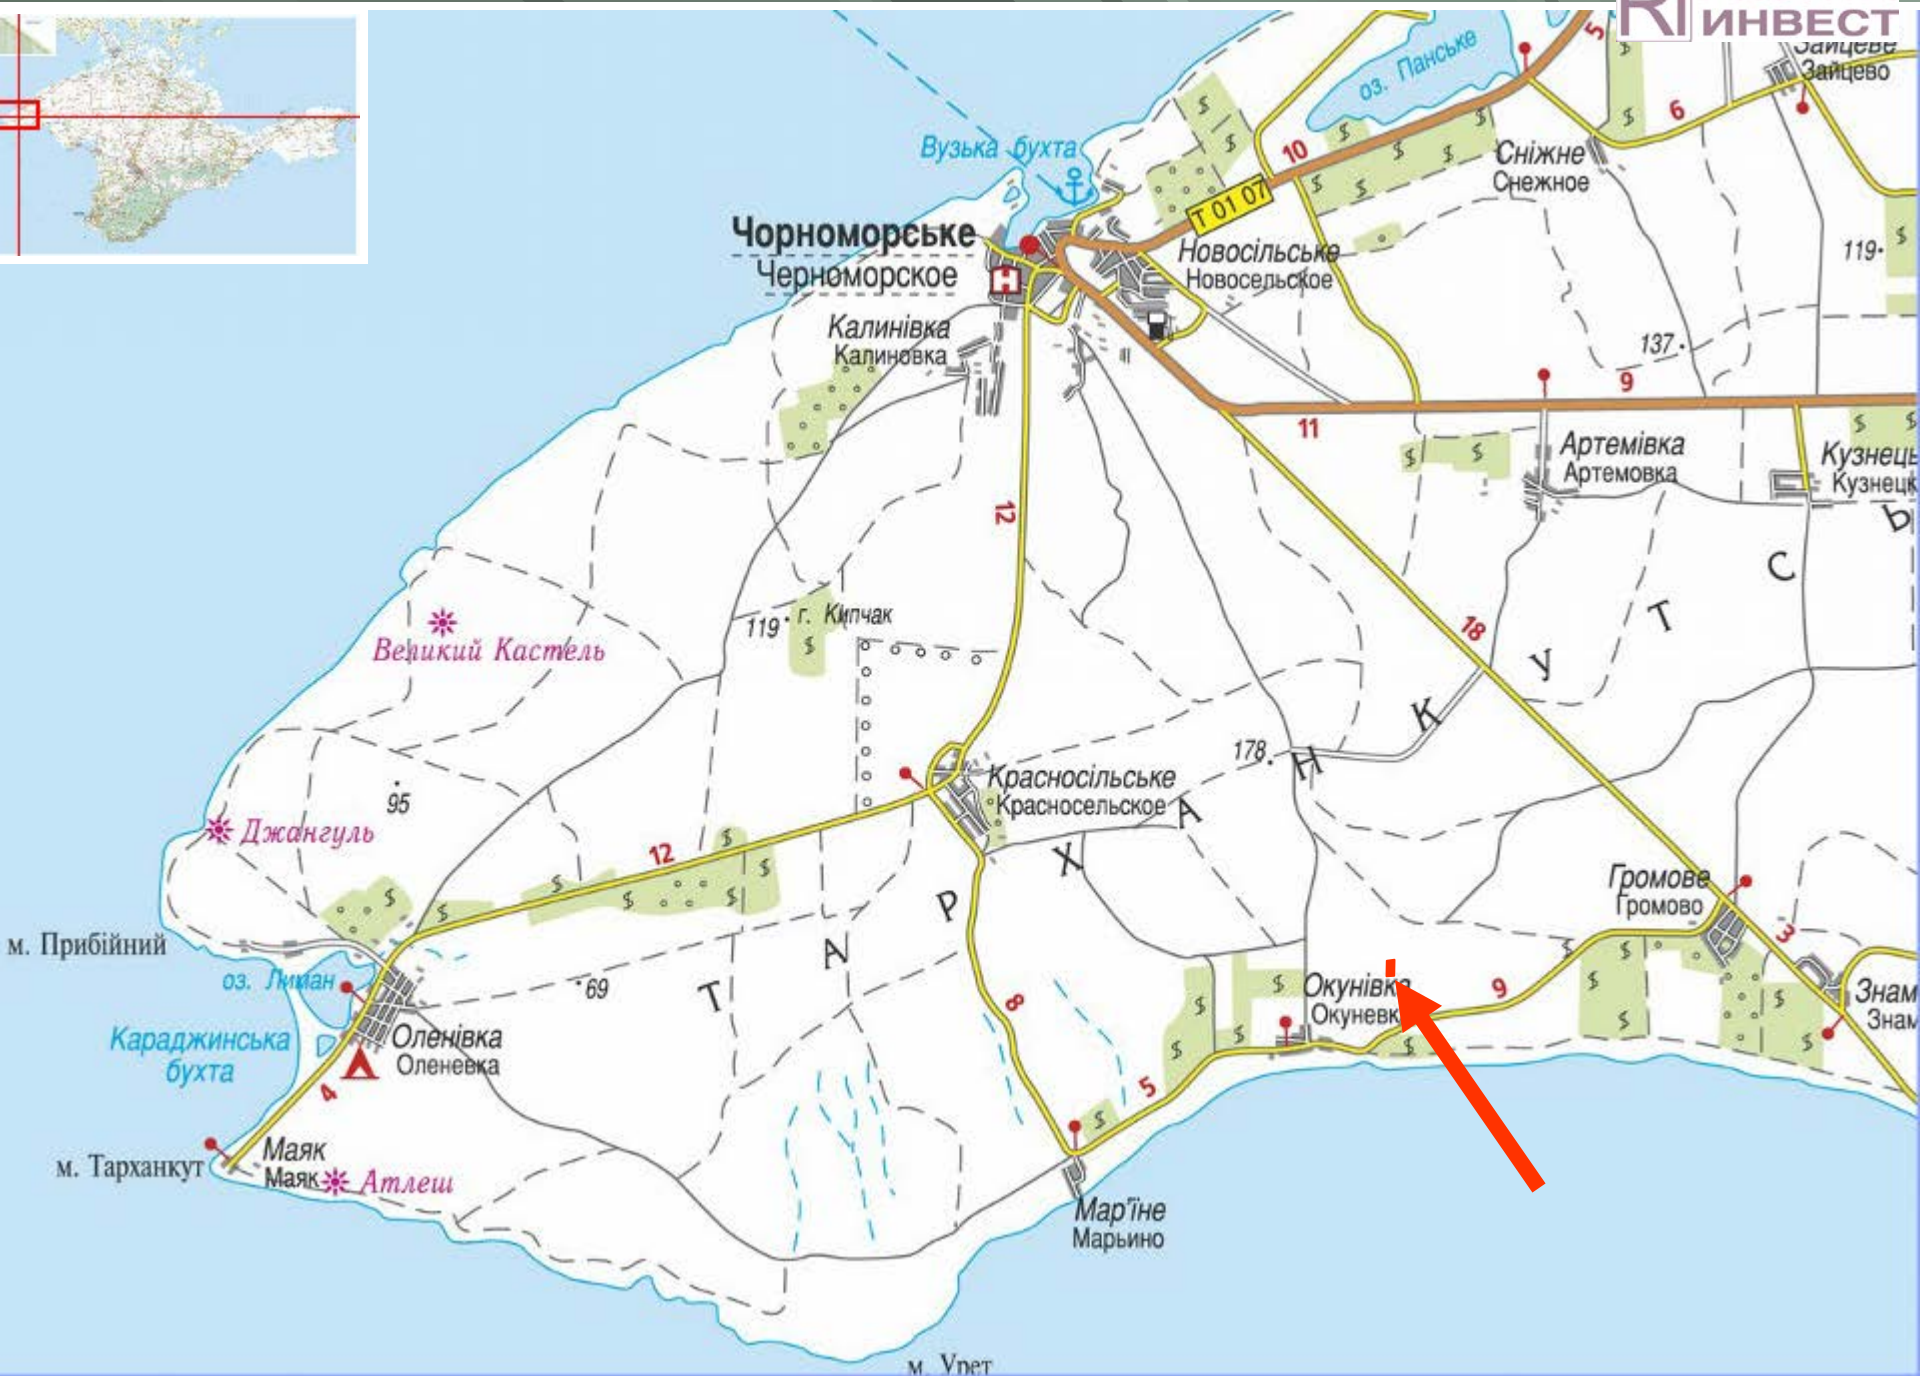 RI ИНВЕСТ
5
Зайцеве
Зайцево
оз. Панське
6
Вузька бухта
10
Сніжне
Снежное
Т 01 07
Чорноморське
Черноморское
Новосільське
Новосельское
119
Калинівка
Калиновка
137
9
11
Артемівка
Артемовка
Кузнець
Кузнецк
12
Ь
С
Т
У
К
Н
А
Х
Р
А
Т
119
г. Кипчак
18
Великий Кастель
178
Красносільське
Красносельское
95
Джангуль
12
Громове
Громово
3
м. Прибійний
оз. Лиман
69
8
Окунівка
Окуневк
9
Знам
Знам
Караджинська
бухта
Оленівка
Оленевка
4
5
Маяк
Маяк
м. Тарханкут
Атлеш
Мар'їне
Марьино
м. Урет